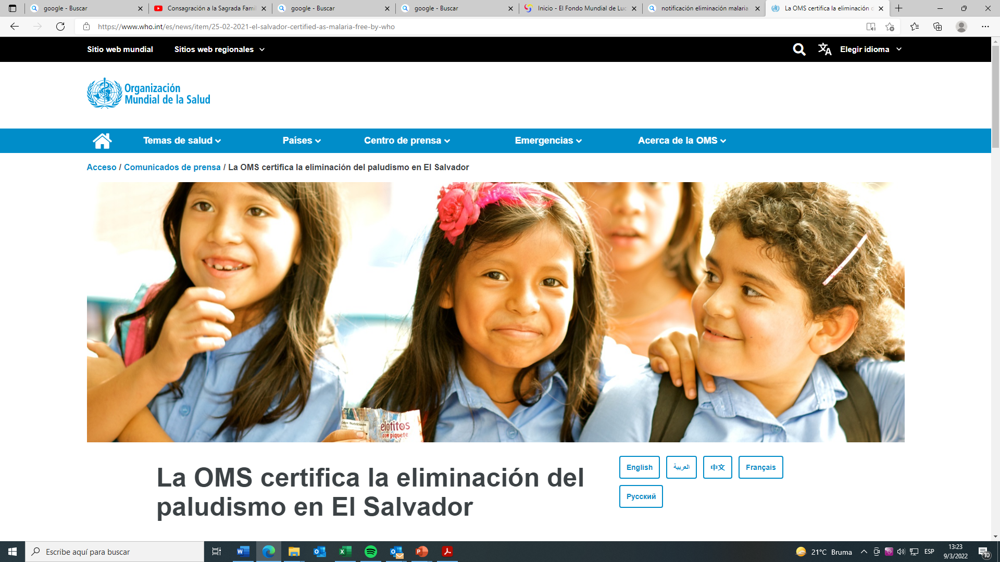 google - Buscar
Consagración a la Sagrada Famil
google - Buscar
google - Buscar
Inicio - El Fondo Mundial de Luc
notificación eliminación malaria
La OMS certifica la eliminación d
https://www.who.int/es/news/item/25-02-2021-el-salvador-certified-as-malaria-free-by-who
Sitio web mundial
Sitios web regionales
Elegir idioma
Organización
Mundial de la Salud
Temas de salud
Países
Centro de prensa
Emergencias
Acerca de la OMS
Acceso / Comunicados de prensa / La OMS certifica la eliminación del paludismo en El Salvador
elotitos
con piquete
La OMS certifica la eliminación del
paludismo en El Salvador
English
العربية
中文
Français
Русский
Escribe aquí para buscar
21°C Bruma
ESP
13:23
9/3/2022
10